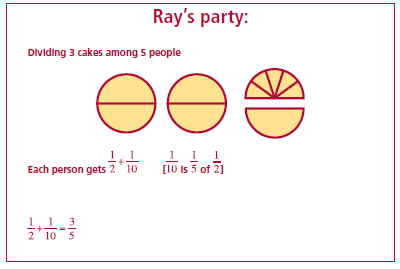 Ray's party:
Dividing 3 cakes among 5 people
Each person gets 1/2 + 1/10 [1/10 is 1/5 of 1/2]
1/2 + 1/10 = 3/5